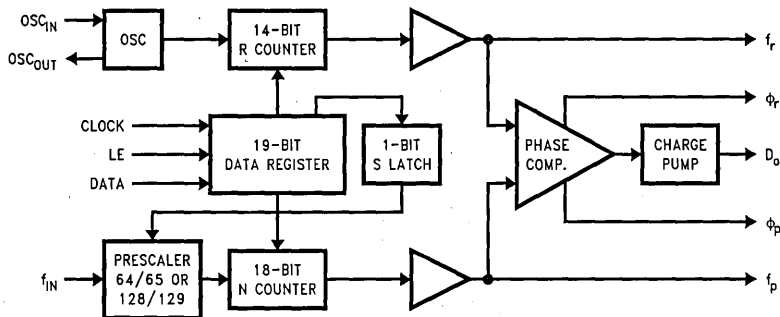 OSC_IN
OSC_OUT
OSC
14-BIT
R COUNTER
f_r
ϕ_r
CLOCK
LE
DATA
19-BIT
DATA REGISTER
1-BIT
S LATCH
PHASE
COMP.
CHARGE
PUMP
D_o
ϕ_p
f_IN
PRESCALER
64/65 OR
128/129
18-BIT
N COUNTER
f_p